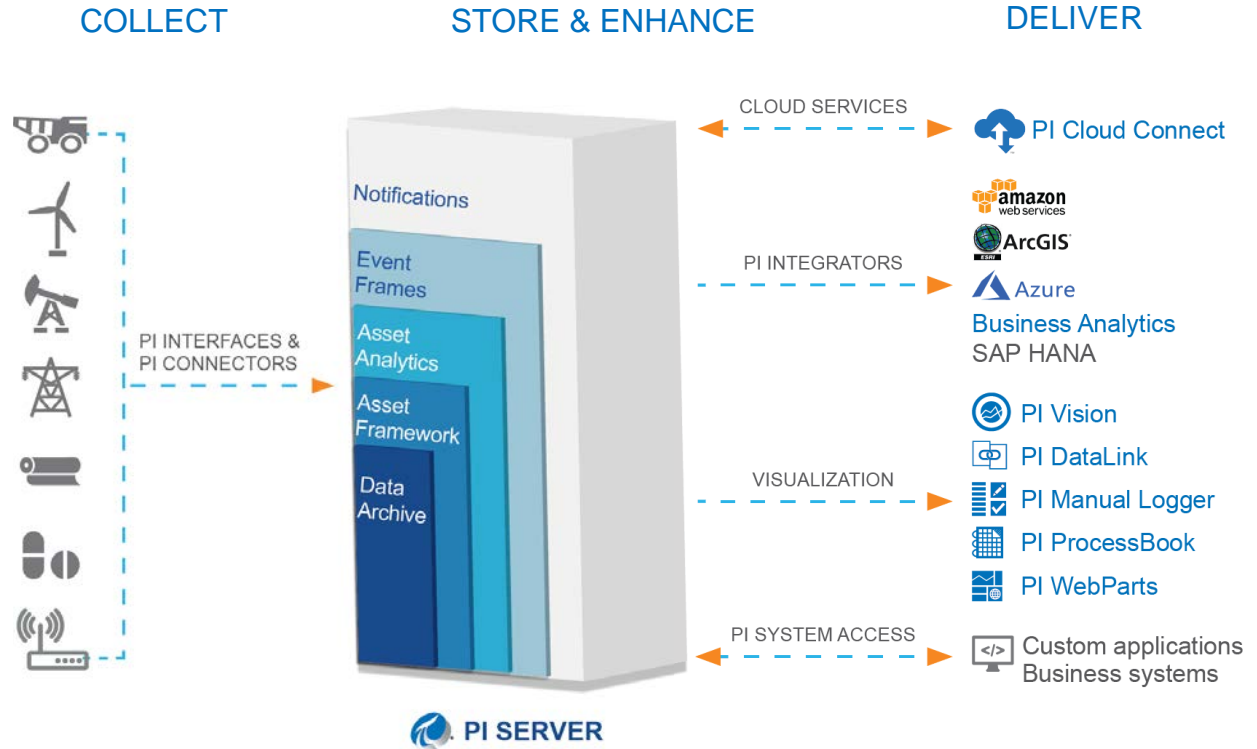 COLLECT
STORE & ENHANCE
DELIVER
PI INTERFACES &
PI CONNECTORS
Notifications
Event
Frames
Asset
Analytics
Asset
Framework
Data
Archive
PI SERVER
CLOUD SERVICES
PI Cloud Connect
PI INTEGRATORS
amazon
web services
ESRI
ArcGIS
Azure
Business Analytics
SAP HANA
VISUALIZATION
PI Vision
PI DataLink
PI Manual Logger
PI ProcessBook
PI WebParts
PI SYSTEM ACCESS
</>
Custom applications
Business systems